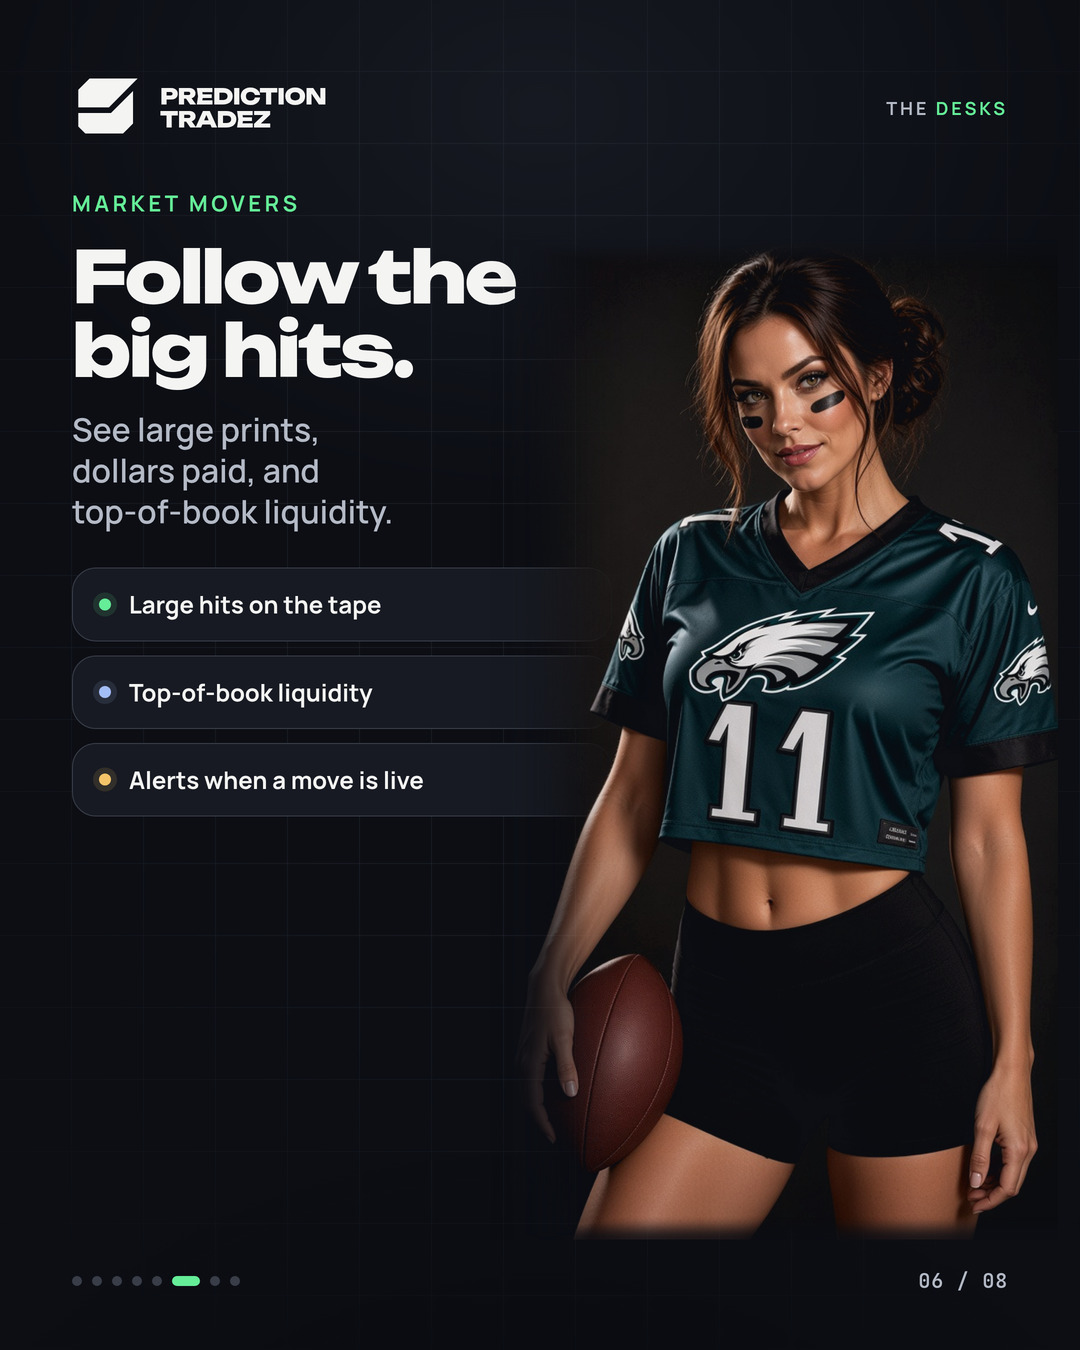 PREDICTION
TRADEZ
THE DESKS
MARKET MOVERS
Follow the
big hits.
See large prints,
dollars paid, and
top-of-book liquidity.
Large hits on the tape
Top-of-book liquidity
Alerts when a move is live
11
06 / 08